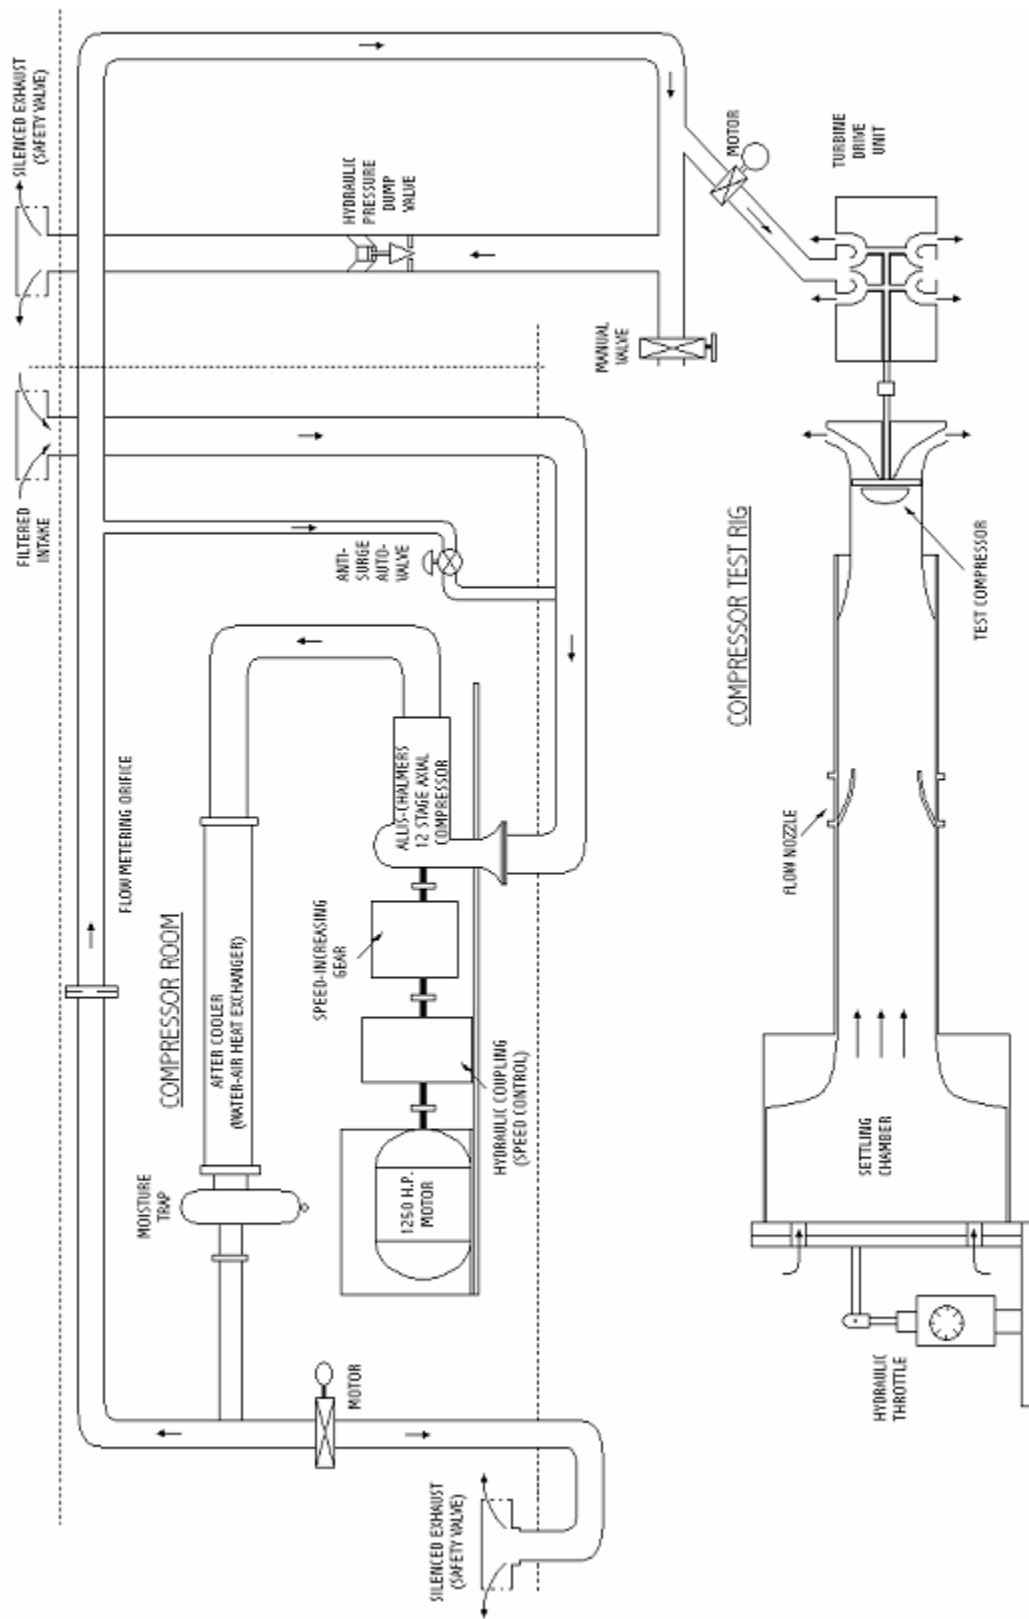 SILENCED EXHAUST
(SAFETY VALVE)
FILTERED
INTAKE
HYDRAULIC
PRESSURE
DUMP
VALVE
MOTOR
TURBINE
DRIVE
UNIT
MANUAL
VALVE
ANTI-
SURGE
AUTO-
VALVE
FLOW METERING ORIFICE
COMPRESSOR ROOM
AFTER COOLER
(WATER-AIR HEAT EXCHANGER)
ALLIS-CHALMERS
12 STAGE AXIAL
COMPRESSOR
SPEED-INCREASING
GEAR
HYDRAULIC COUPLING
(SPEED CONTROL)
1250 H.P.
MOTOR
MOISTURE
TRAP
MOTOR
SILENCED EXHAUST
(SAFETY VALVE)
COMPRESSOR TEST RIG
TEST COMPRESSOR
FLOW NOZZLE
SETTLING
CHAMBER
HYDRAULIC
THROTTLE